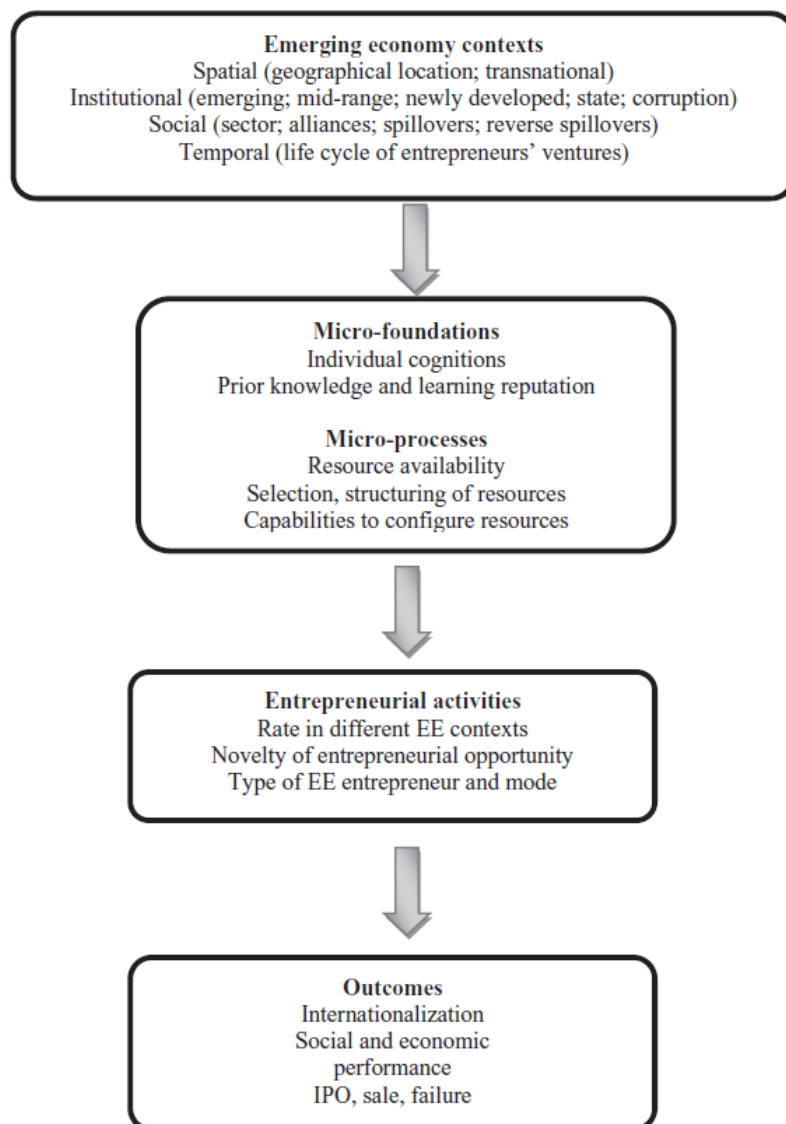 Emerging economy contexts
Spatial (geographical location; transnational)
Institutional (emerging; mid-range; newly developed; state; corruption)
Social (sector; alliances; spillovers; reverse spillovers)
Temporal (life cycle of entrepreneurs’ ventures)
Micro-foundations
Individual cognitions
Prior knowledge and learning reputation
Micro-processes
Resource availability
Selection, structuring of resources
Capabilities to configure resources
Entrepreneurial activities
Rate in different EE contexts
Novelty of entrepreneurial opportunity
Type of EE entrepreneur and mode
Outcomes
Internationalization
Social and economic
performance
IPO, sale, failure